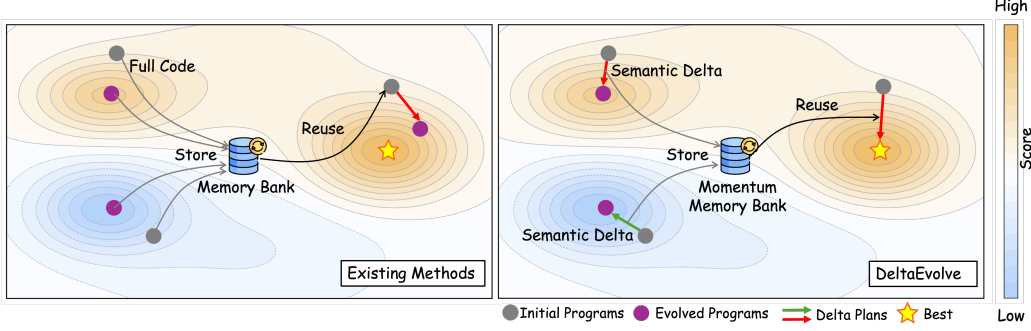 High
Full Code
Store
Memory Bank
Reuse
Existing Methods
Semantic Delta
Store
Momentum
Memory Bank
Reuse
Semantic Delta
DeltaEvolve
Score
Low
Initial Programs
Evolved Programs
Delta Plans
Best